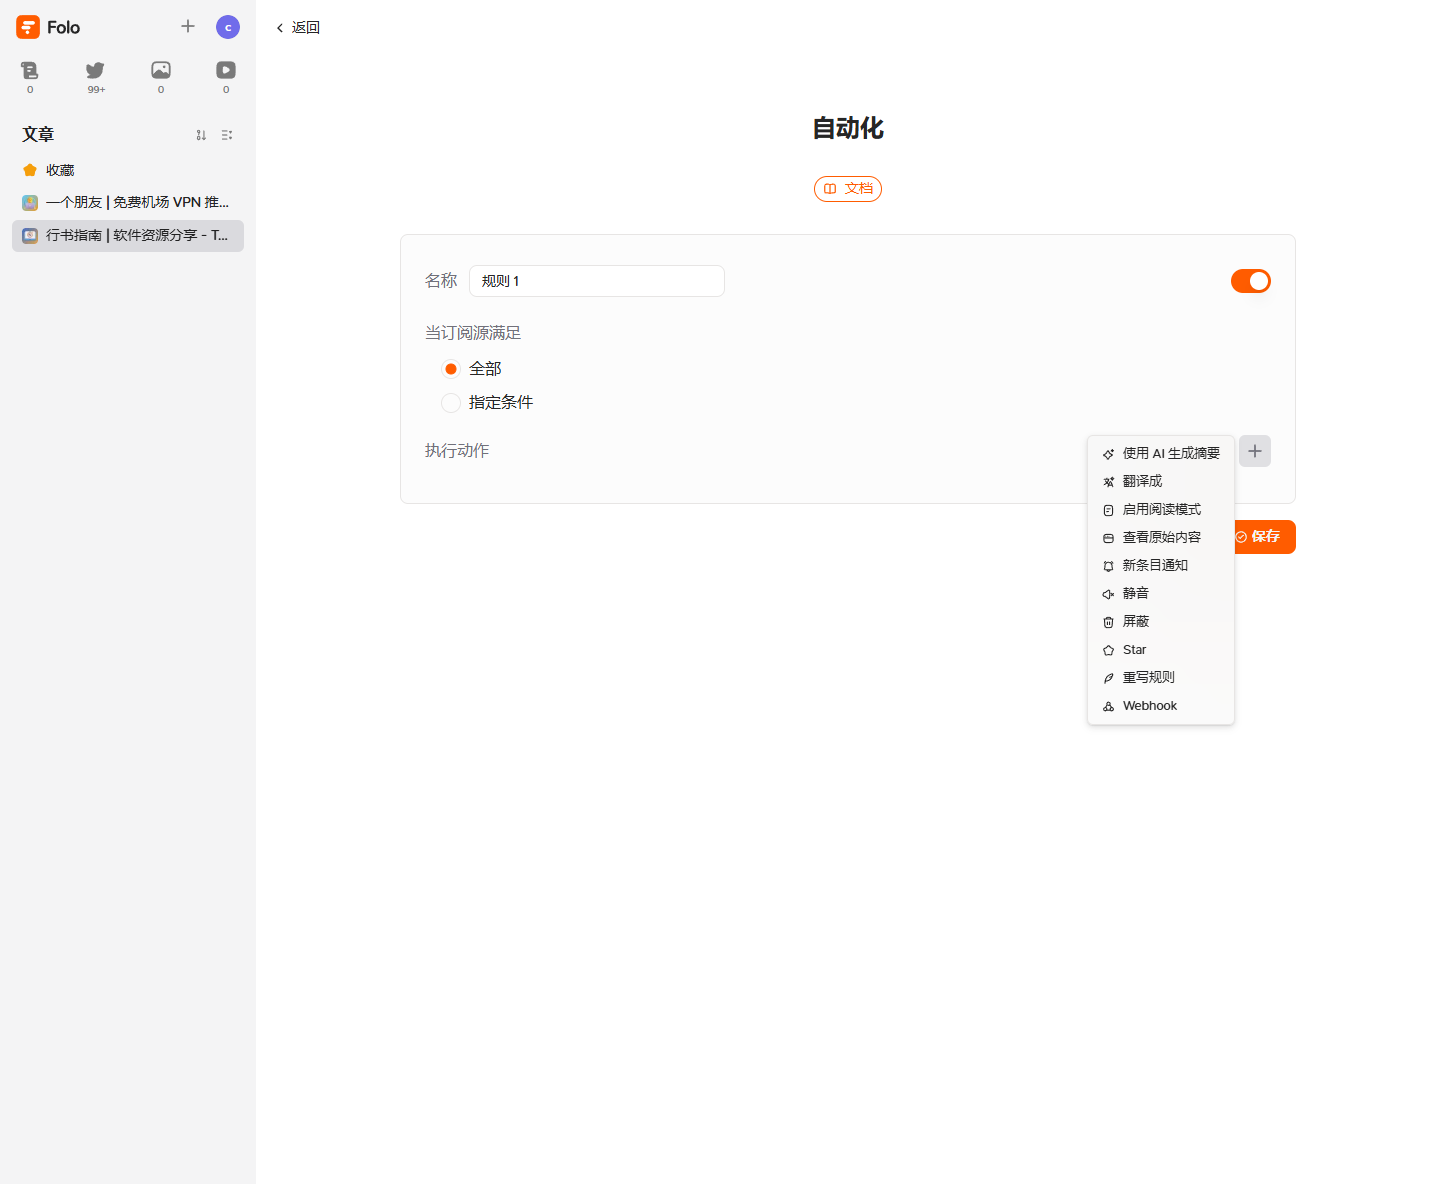 Folo
c
0
99+
0
0
文章
收藏
一个朋友 | 免费机场 VPN 推...
行书指南 | 软件资源分享 - T...
返回
自动化
文档
名称
规则 1
当订阅源满足
全部
指定条件
执行动作
使用 AI 生成摘要
翻译成
启用阅读模式
查看原始内容
新条目通知
静音
屏蔽
Star
重写规则
Webhook
保存